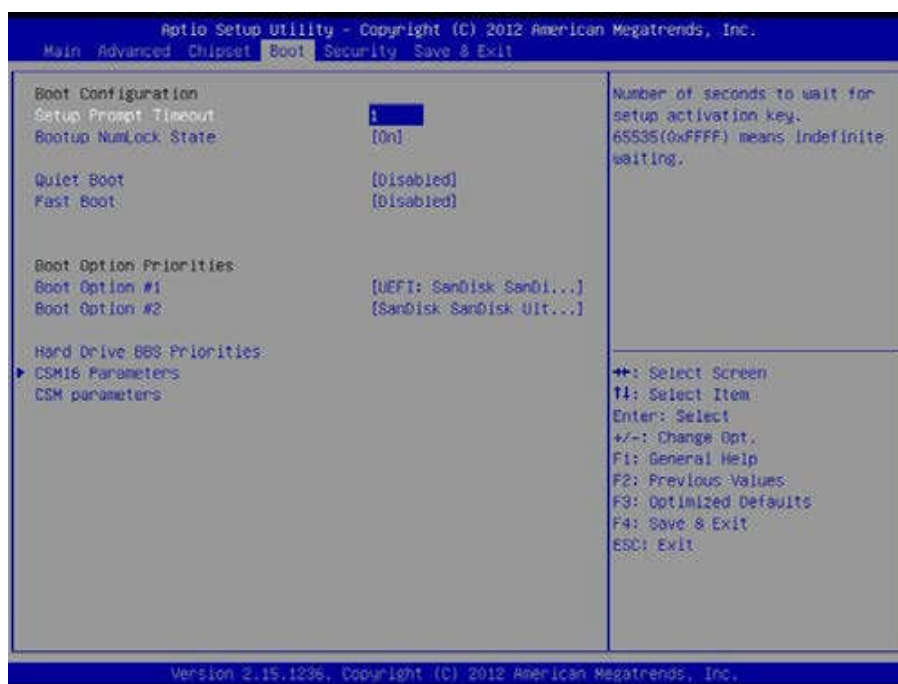 Aptio Setup Utility - Copyright (C) 2012 American Megatrends, Inc.
Main Advanced Chipset Boot Security Save & Exit
Boot Configuration
Setup Prompt Timeout 1
Bootup NumLock State [On]
Quiet Boot [Disabled]
Fast Boot [Disabled]
Boot Option Priorities
Boot Option #1 [UEFI: SanDisk SanDi...]
Boot Option #2 [SanDisk SanDisk Ult...]
Hard Drive BBS Priorities
CSM16 Parameters
CSM parameters
Number of seconds to wait for
setup activation key.
65535(0xFFFF) means indefinite
waiting.
→←: Select Screen
↑↓: Select Item
Enter: Select
+/-: Change Opt.
F1: General Help
F2: Previous Values
F3: Optimized Defaults
F4: Save & Exit
ESC: Exit
Version 2.15.1236. Copyright (C) 2012 American Megatrends, Inc.